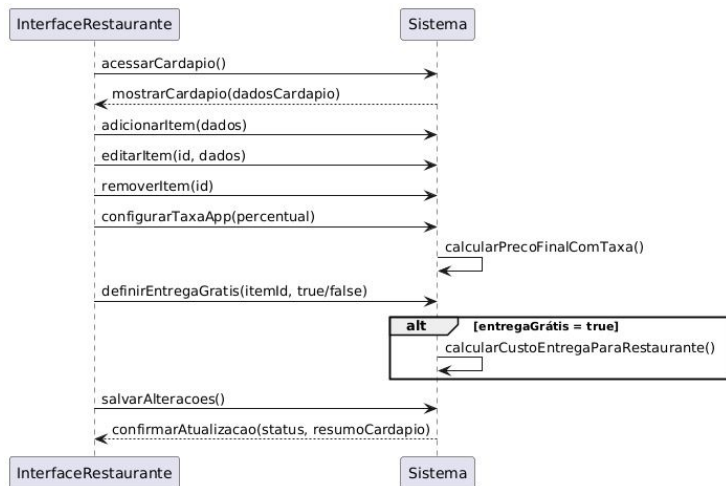 InterfaceRestaurante
Sistema
acessarCardapio()
mostrarCardapio(dadosCardapio)
adicionarItem(dados)
editarItem(id, dados)
removerItem(id)
configurarTaxaApp(percentual)
calcularPrecoFinalComTaxa()
definirEntregaGratis(itemId, true/false)
alt [entregaGrátis = true]
calcularCustoEntregaParaRestaurante()
salvarAlteracoes()
confirmarAtualizacao(status, resumoCardapio)
InterfaceRestaurante
Sistema